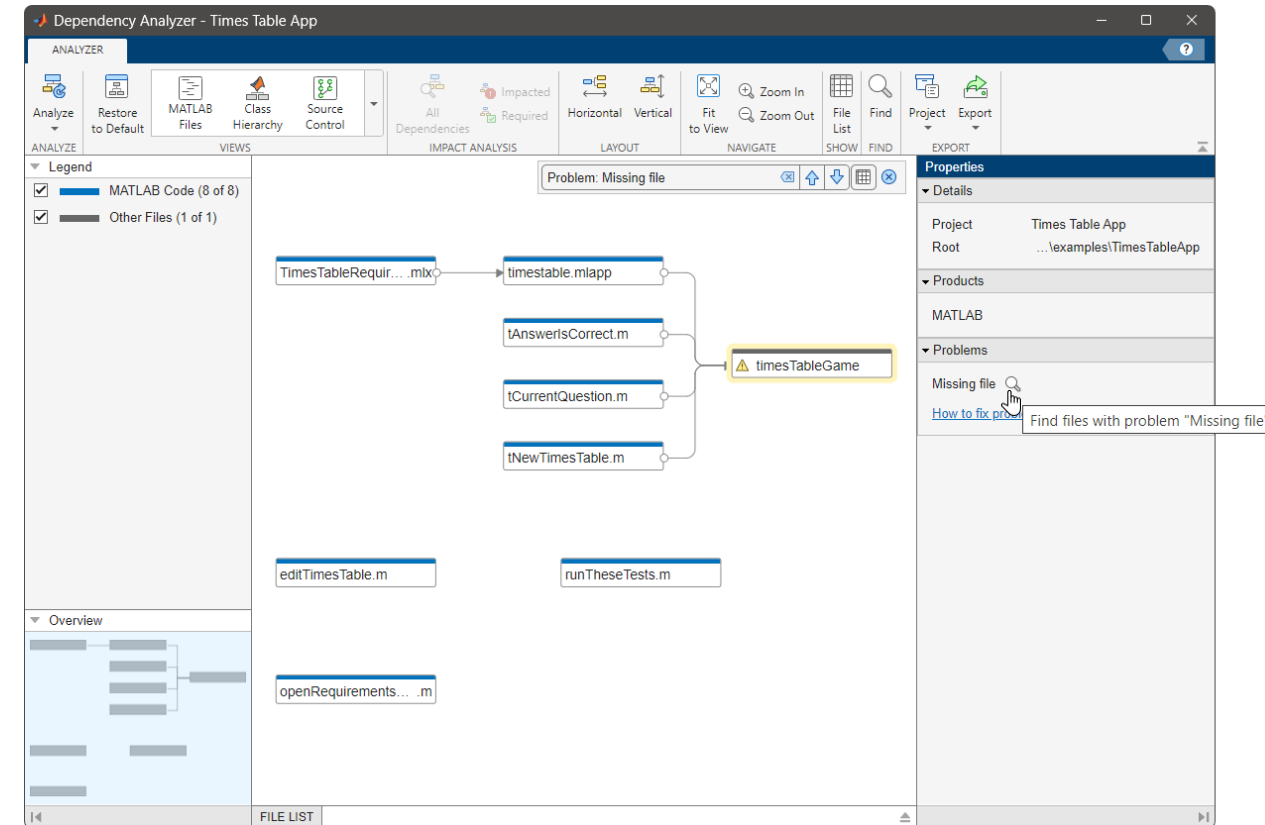 Dependency Analyzer - Times Table App
ANALYZER
?
Analyze
Restore
to Default
MATLAB
Files
Class
Hierarchy
Source
Control
All
Dependencies
Impacted
Required
Horizontal
Vertical
Fit
to View
Zoom In
Zoom Out
File
List
Find
Project
Export
ANALYZE
VIEWS
IMPACT ANALYSIS
LAYOUT
NAVIGATE
SHOW
FIND
EXPORT
Legend
MATLAB Code (8 of 8)
Other Files (1 of 1)
Problem: Missing file
TimesTableRequir... .mlx
timestable.mlapp
tAnswerIsCorrect.m
timesTableGame
tCurrentQuestion.m
tNewTimesTable.m
editTimesTable.m
runTheseTests.m
openRequirements... .m
Overview
FILE LIST
Properties
Details
Project Times Table App
Root ...\examples\TimesTableApp
Products
MATLAB
Problems
Missing file
How to fix
Find files with problem "Missing file"